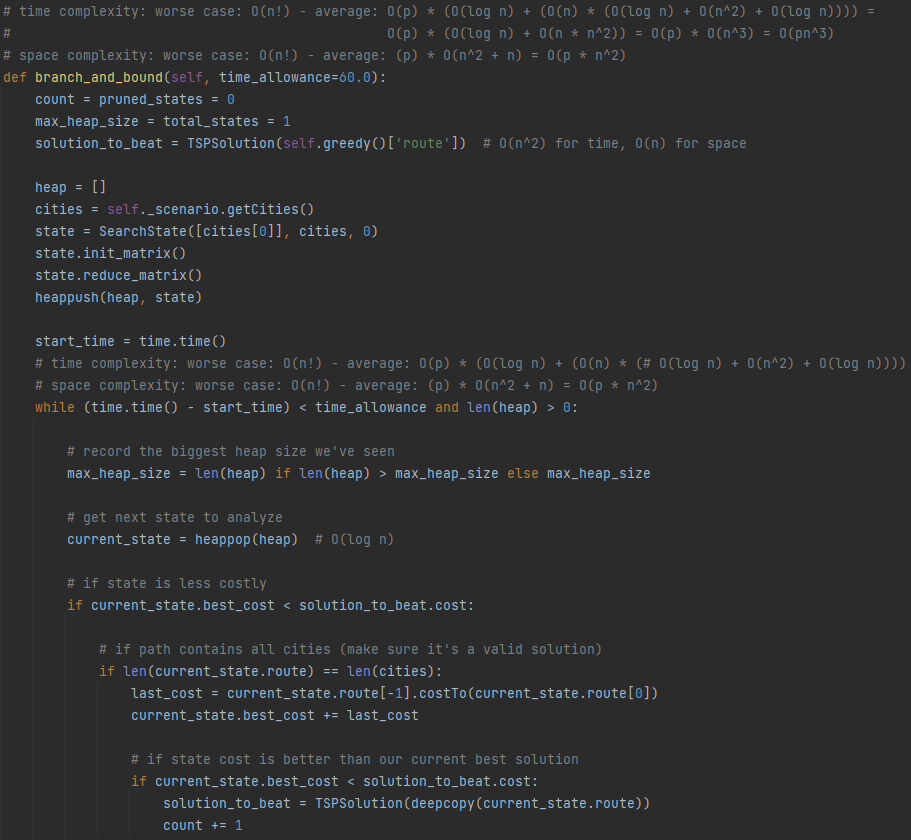 # time complexity: worse case: O(n!) - average: O(p) * (O(log n) + (O(n) * (O(log n) + O(n^2) + O(log n)))) =
#                                               O(p) * (O(log n) + O(n * n^2)) = O(p) * O(n^3) = O(pn^3)
# space complexity: worse case: O(n!) - average: (p) * O(n^2 + n) = O(p * n^2)
def branch_and_bound(self, time_allowance=60.0):
    count = pruned_states = 0
    max_heap_size = total_states = 1
    solution_to_beat = TSPSolution(self.greedy()['route'])  # O(n^2) for time, O(n) for space

    heap = []
    cities = self._scenario.getCities()
    state = SearchState([cities[0]], cities, 0)
    state.init_matrix()
    state.reduce_matrix()
    heappush(heap, state)

    start_time = time.time()
    # time complexity: worse case: O(n!) - average: O(p) * (O(log n) + (O(n) * (# O(log n) + O(n^2) + O(log n))))
    # space complexity: worse case: O(n!) - average: (p) * O(n^2 + n) = O(p * n^2)
    while (time.time() - start_time) < time_allowance and len(heap) > 0:

        # record the biggest heap size we've seen
        max_heap_size = len(heap) if len(heap) > max_heap_size else max_heap_size

        # get next state to analyze
        current_state = heappop(heap)  # O(log n)

        # if state is less costly
        if current_state.best_cost < solution_to_beat.cost:

            # if path contains all cities (make sure it's a valid solution)
            if len(current_state.route) == len(cities):
                last_cost = current_state.route[-1].costTo(current_state.route[0])
                current_state.best_cost += last_cost

                # if state cost is better than our current best solution
                if current_state.best_cost < solution_to_beat.cost:
                    solution_to_beat = TSPSolution(deepcopy(current_state.route))
                    count += 1